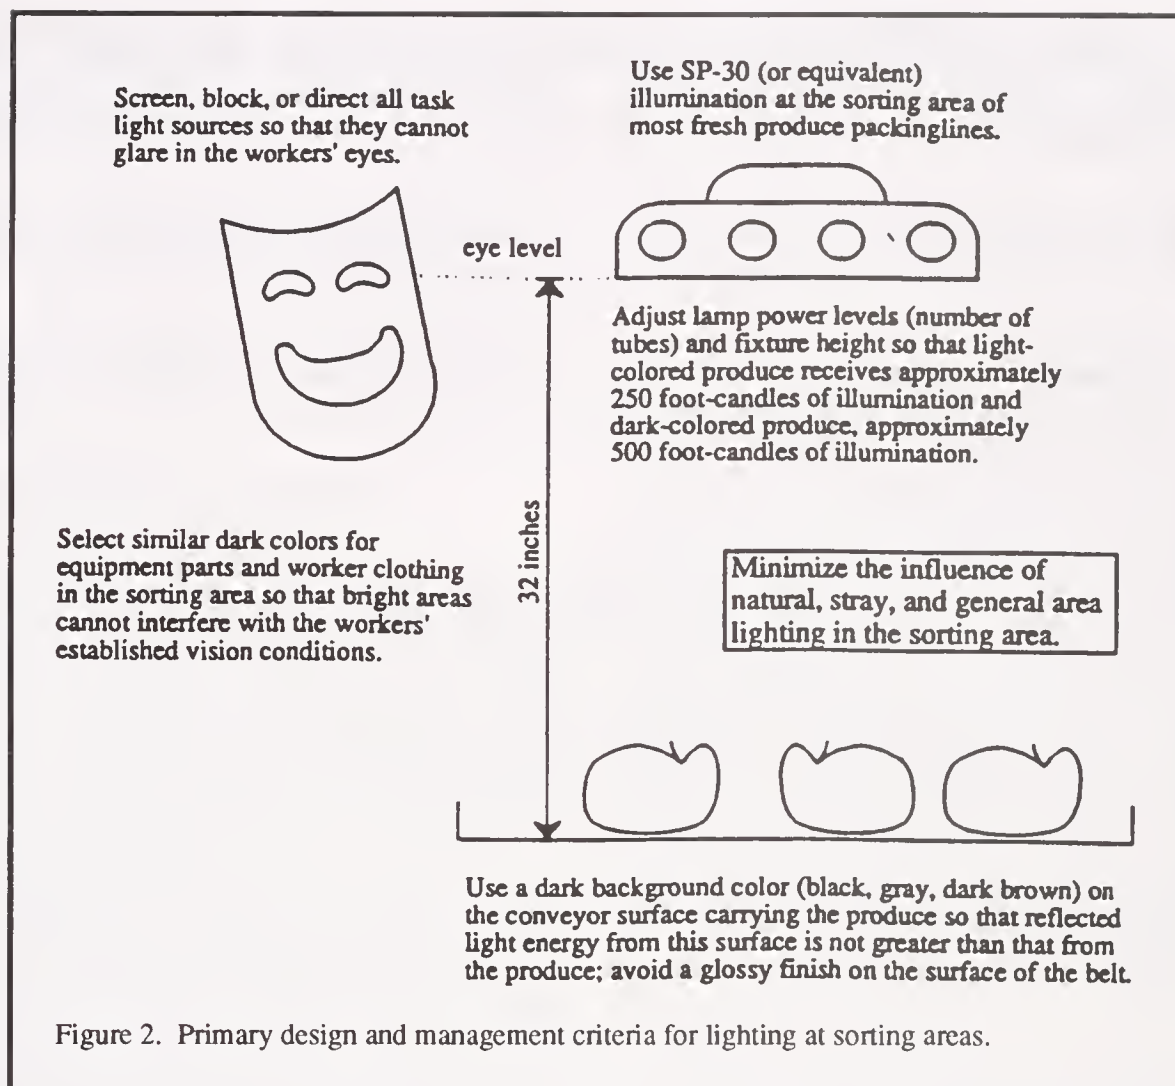 Screen, block, or direct all task
light sources so that they cannot
glare in the workers' eyes.
Use SP-30 (or equivalent)
illumination at the sorting area of
most fresh produce packinglines.
eye level
Adjust lamp power levels (number of
tubes) and fixture height so that light-
colored produce receives approximately
250 foot-candles of illumination and
dark-colored produce, approximately
500 foot-candles of illumination.
32 inches
Select similar dark colors for
equipment parts and worker clothing
in the sorting area so that bright areas
cannot interfere with the workers'
established vision conditions.
Minimize the influence of
natural, stray, and general area
lighting in the sorting area.
Use a dark background color (black, gray, dark brown) on
the conveyor surface carrying the produce so that reflected
light energy from this surface is not greater than that from
the produce; avoid a glossy finish on the surface of the belt.
Figure 2. Primary design and management criteria for lighting at sorting areas.